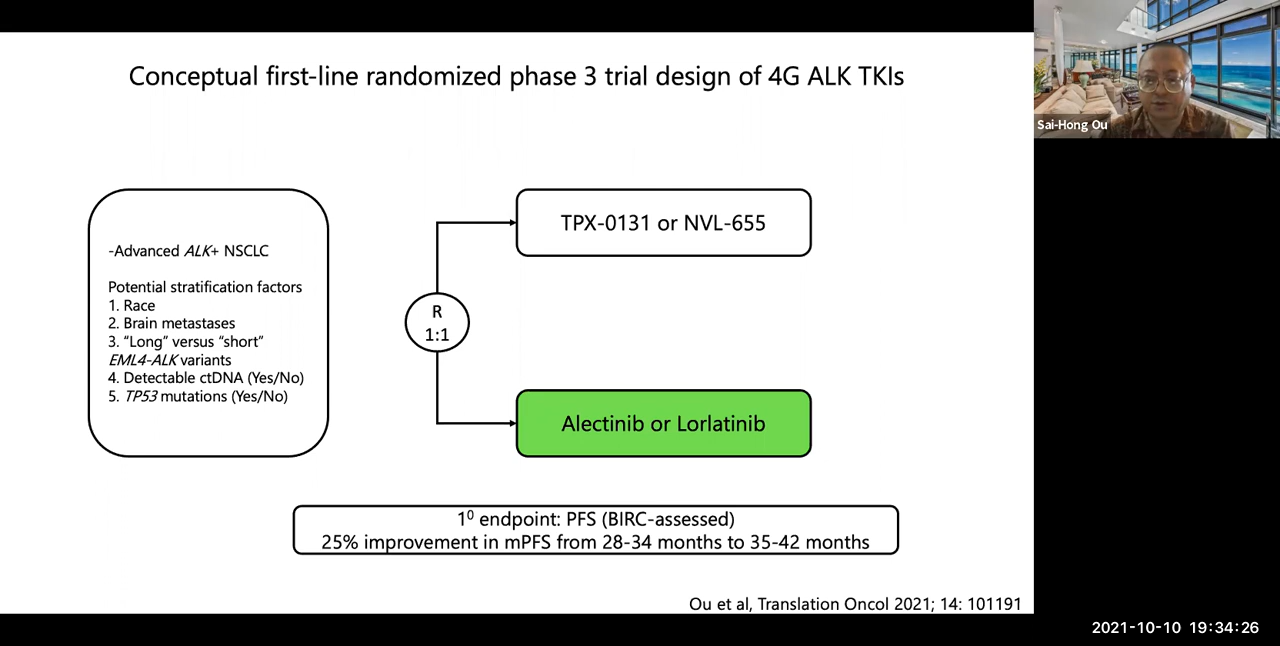 Conceptual first-line randomized phase 3 trial design of 4G ALK TKIs
Sai-Hong Ou
-Advanced ALK+ NSCLC
Potential stratification factors
1. Race
2. Brain metastases
3. “Long” versus “short”
EML4-ALK variants
4. Detectable ctDNA (Yes/No)
5. TP53 mutations (Yes/No)
R
1:1
TPX-0131 or NVL-655
Alectinib or Lorlatinib
1⁰ endpoint: PFS (BIRC-assessed)
25% improvement in mPFS from 28-34 months to 35-42 months
Ou et al, Translation Oncol 2021; 14: 101191
2021-10-10 19:34:26